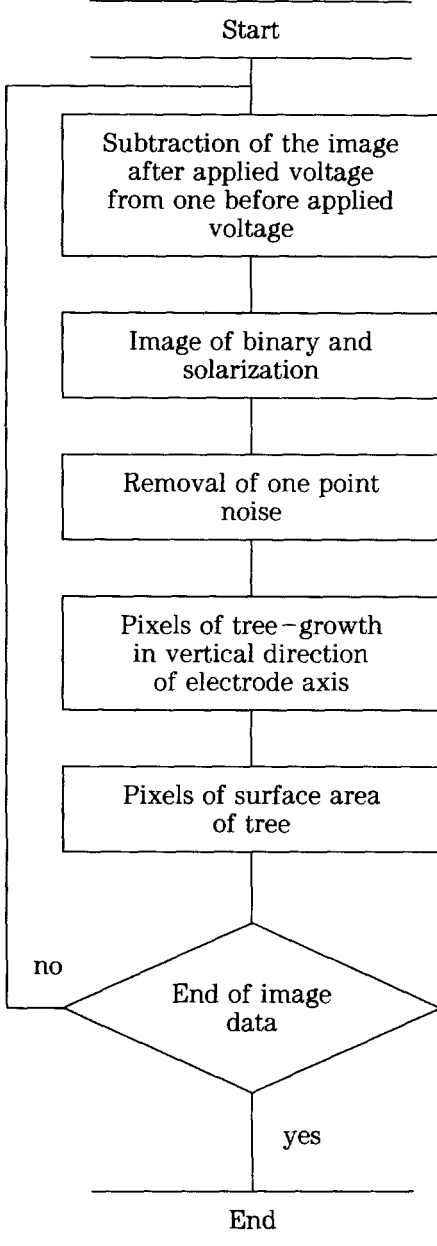 Start
Subtraction of the image
after applied voltage
from one before applied
voltage
Image of binary and
solarization
Removal of one point
noise
Pixels of tree-growth
in vertical direction
of electrode axis
Pixels of surface area
of tree
no
End of image
data
yes
End